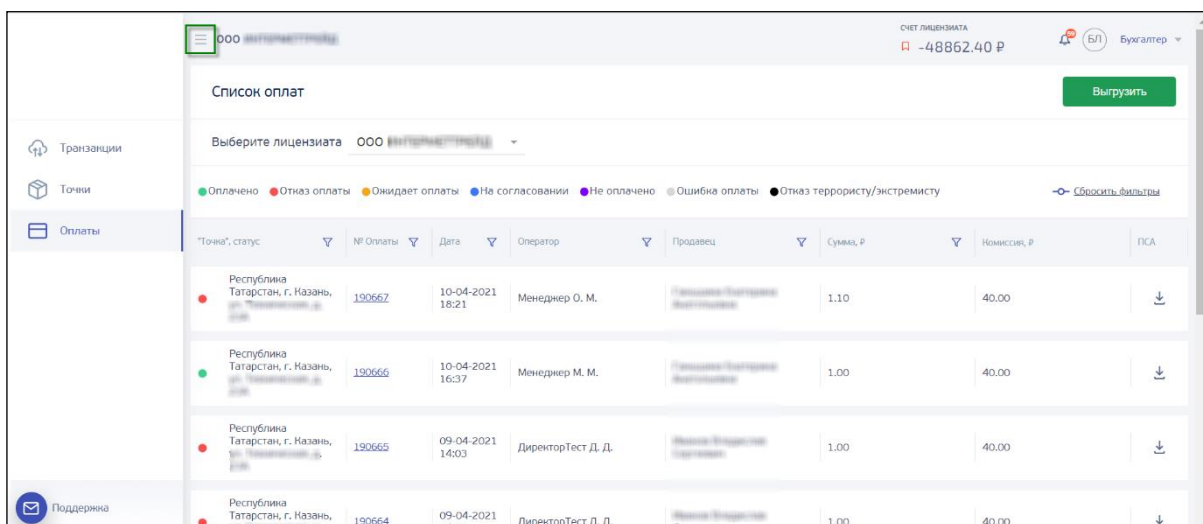 ООО
СЧЕТ ЛИЦЕНЗИАТА
-48862.40 ₽
99
БЛ
Бухгалтер
Список оплат
Выгрузить
Выберите лицензиата ООО
Транзакции
Точки
Оплаты
Оплачено Отказ оплаты Ожидает оплаты На согласовании Не оплачено Ошибка оплаты Отказ террористу/экстремисту
Сбросить фильтры
"Точка", статус № Оплаты Дата Оператор Продавец Сумма, ₽ Комиссия, ₽ ПСА
Республика
Татарстан, г. Казань,
190667
10-04-2021
18:21
Менеджер О. М.
1.10
40.00
Республика
Татарстан, г. Казань,
190666
10-04-2021
16:37
Менеджер М. М.
1.00
40.00
Республика
Татарстан, г. Казань,
190665
09-04-2021
14:03
ДиректорТест Д. Д.
1.00
40.00
Республика
Татарстан, г. Казань,
190664
09-04-2021
ДиректорТест Д. Д.
1.00
40.00
Поддержка